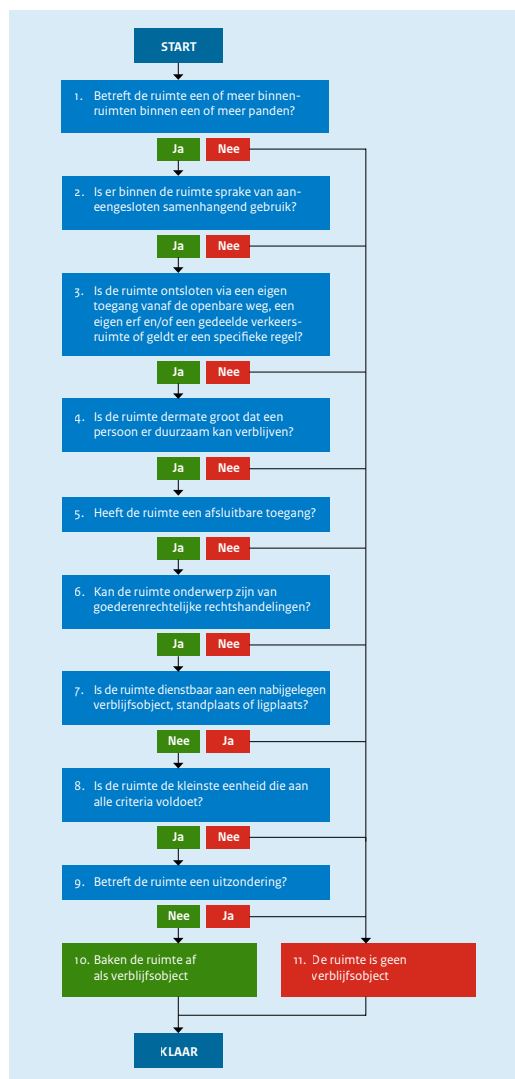 START
1. Betreft de ruimte een of meer binnen-
ruimten binnen een of meer panden?
Ja Nee
2. Is er binnen de ruimte sprake van aan-
eengesloten samenhangend gebruik?
Ja Nee
3. Is de ruimte ontsloten via een eigen
toegang vanaf de openbare weg, een
eigen erf en/of een gedeelde verkeers-
ruimte of geldt er een specifieke regel?
Ja Nee
4. Is de ruimte dermate groot dat een
persoon er duurzaam kan verblijven?
Ja Nee
5. Heeft de ruimte een afsluitbare toegang?
Ja Nee
6. Kan de ruimte onderwerp zijn van
goederenrechtelijke rechtshandelingen?
Ja Nee
7. Is de ruimte dienstbaar aan een nabijgelegen
verblijfsobject, standplaats of ligplaats?
Nee Ja
8. Is de ruimte de kleinste eenheid die aan
alle criteria voldoet?
Ja Nee
9. Betreft de ruimte een uitzondering?
Nee Ja
10. Baken de ruimte af
als verblijfsobject
11. De ruimte is geen
verblijfsobject
KLAAR